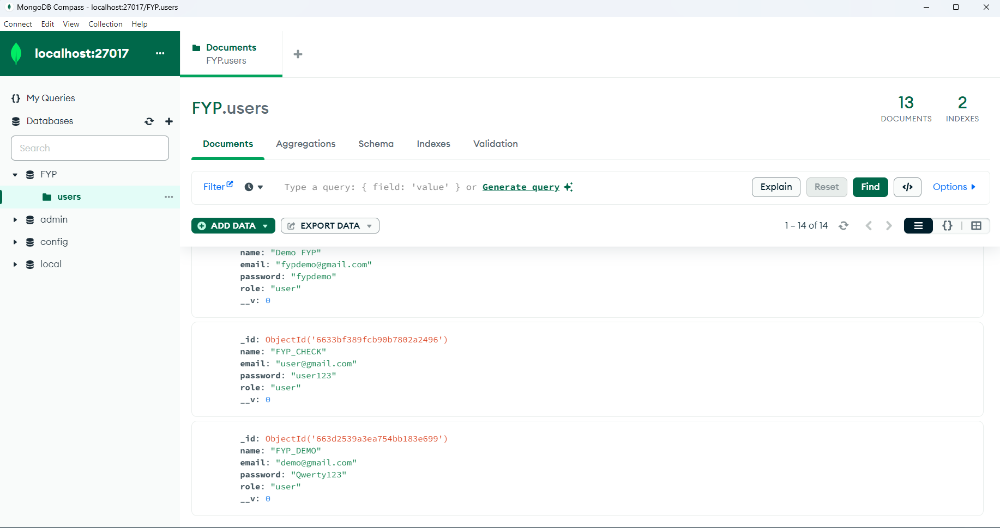 MongoDB Compass - localhost:27017/FYP.users
Connect Edit View Collection Help
localhost:27017
Documents
FYP.users
My Queries
Databases
Search
FYP
users
admin
config
local
FYP.users
13
DOCUMENTS
2
INDEXES
Documents Aggregations Schema Indexes Validation
Filter Type a query: { field: 'value' } or Generate query Explain Reset Find </> Options
ADD DATA EXPORT DATA 1 – 14 of 14 {}
name: "Demo FYP"
email: "fypdemo@gmail.com"
password: "fypdemo"
role: "user"
__v: 0
_id: ObjectId('6633bf389fcb90b7802a2496')
name: "FYP_CHECK"
email: "user@gmail.com"
password: "user123"
role: "user"
__v: 0
_id: ObjectId('663d2539a3ea754bb183e699')
name: "FYP_DEMO"
email: "demo@gmail.com"
password: "Qwerty123"
role: "user"
__v: 0